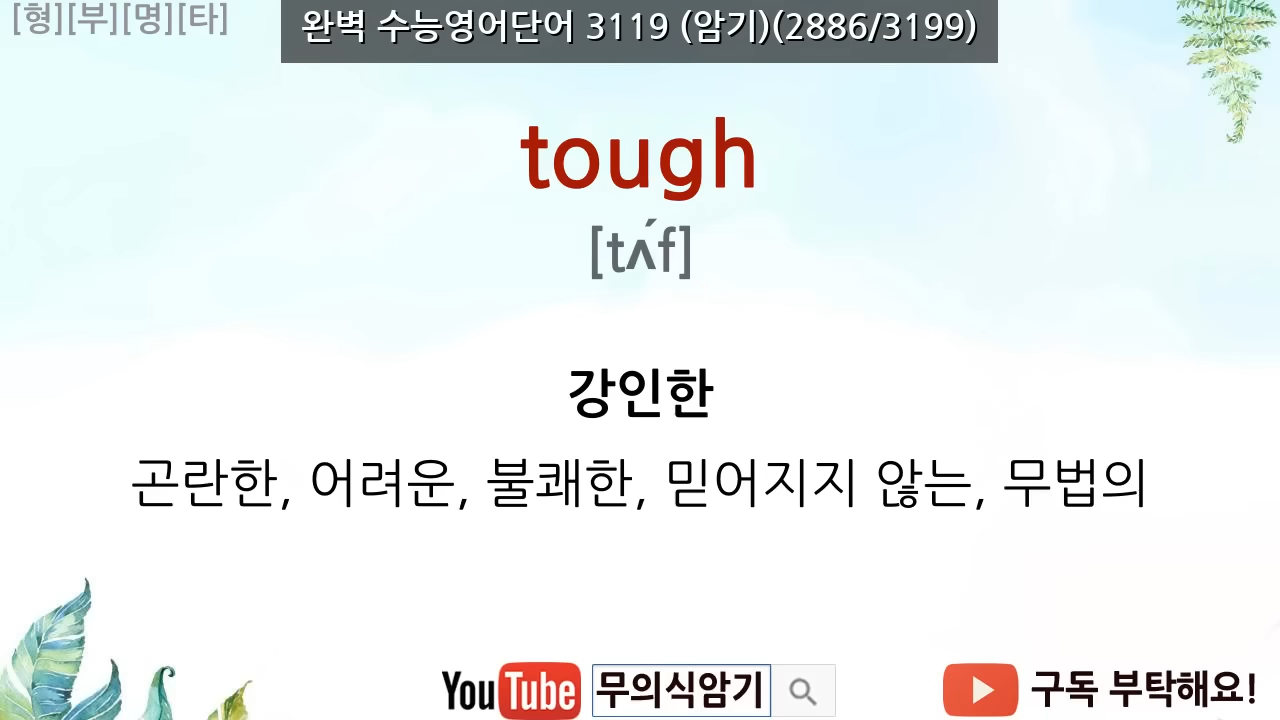 [형][부][명][타]
완벽 수능영어단어 3119 (암기)(2886/3199)
tough
[tʌ́f]
강인한
곤란한, 어려운, 불쾌한, 믿어지지 않는, 무법의
YouTube 무의식암기
구독 부탁해요!